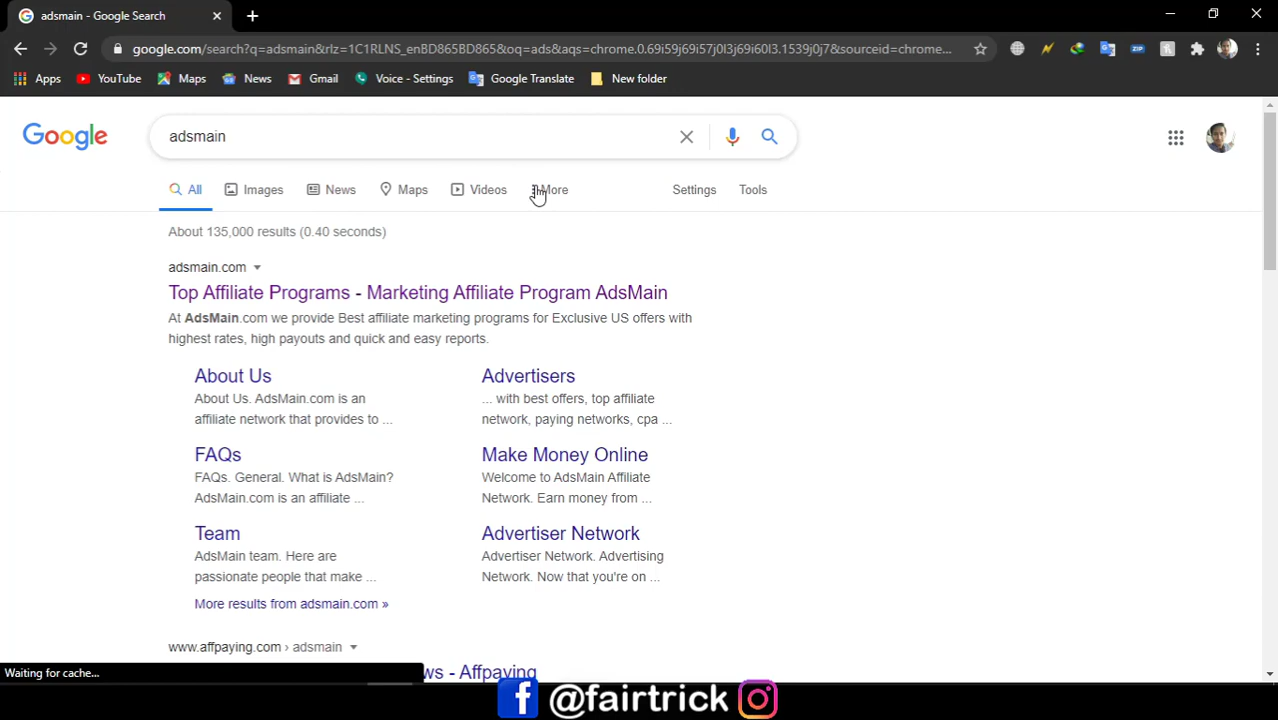 adsmain - Google Search
google.com/search?q=adsmain&rlz=1C1RLNS_enBD865BD865&oq=ads&aqs=chrome.0.69i59j69i57j0l3j69i60l3.1539j0j7&sourceid=chrome...
Apps YouTube Maps News Gmail Voice - Settings Google Translate New folder
Google adsmain
All Images News Maps Videos More Settings Tools
About 135,000 results (0.40 seconds)
adsmain.com
Top Affiliate Programs - Marketing Affiliate Program AdsMain
At AdsMain.com we provide Best affiliate marketing programs for Exclusive US offers with
highest rates, high payouts and quick and easy reports.
About Us
About Us. AdsMain.com is an
affiliate network that provides to ...
Advertisers
... with best offers, top affiliate
network, paying networks, cpa ...
FAQs
FAQs. General. What is AdsMain?
AdsMain.com is an affiliate ...
Make Money Online
Welcome to AdsMain Affiliate
Network. Earn money from ...
Team
AdsMain team. Here are
passionate people that make ...
Advertiser Network
Advertiser Network. Advertising
Network. Now that you're on ...
More results from adsmain.com »
www.affpaying.com › adsmain
ws - Affpaying
Waiting for cache...
@fairtrick